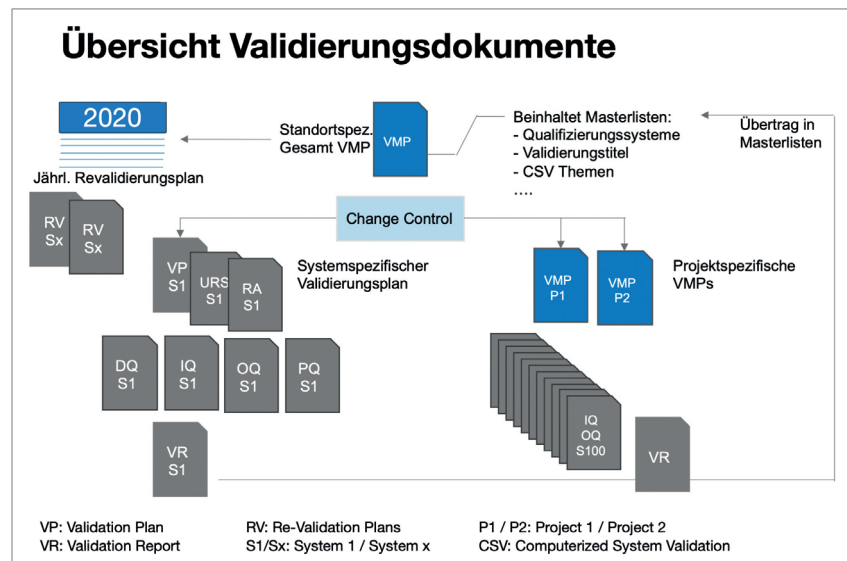 Übersicht Validierungsdokumente
2020
Jährl. Revalidierungsplan
Standortspez.
Gesamt VMP
VMP
Beinhaltet Masterlisten:
- Qualifizierungssysteme
- Validierungstitel
- CSV Themen
....
Übertrag in
Masterlisten
RV
Sx
RV
Sx
Change Control
VP
S1
URS
S1
RA
S1
Systemspezifischer
Validierungsplan
VMP
P1
VMP
P2
Projektspezifische
VMPs
DQ
S1
IQ
S1
OQ
S1
PQ
S1
IQ
OQ
S100
VR
S1
VR
VP: Validation Plan
VR: Validation Report
RV: Re-Validation Plans
S1/Sx: System 1 / System x
P1 / P2: Project 1 / Project 2
CSV: Computerized System Validation